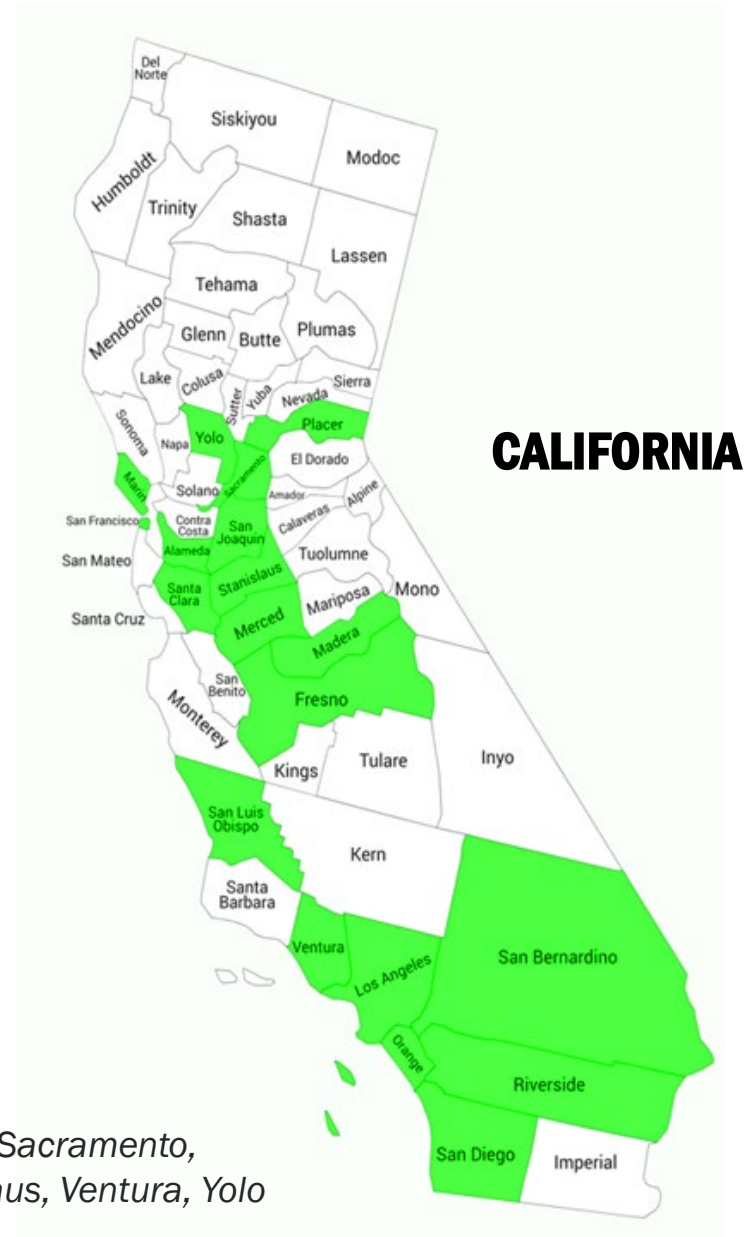 Del
Norte
Siskiyou
Modoc
Humboldt
Trinity
Shasta
Lassen
Tehama
Mendocino
Glenn
Butte
Plumas
Lake
Colusa
Sutter
Yuba
Sierra
Nevada
Placer
CALIFORNIA
Sonoma
Napa
Yolo
El Dorado
Sacramento
Marin
Solano
Amador
Alpine
San Francisco
Contra
Costa
San
Joaquin
Calaveras
Alameda
Tuolumne
San Mateo
Stanislaus
Santa
Clara
Mariposa
Mono
Santa Cruz
Merced
Madera
San
Benito
Fresno
Monterey
Kings
Tulare
Inyo
San Luis
Obispo
Kern
Santa
Barbara
Ventura
Los Angeles
San Bernardino
Orange
Riverside
San Diego
Imperial
Sacramento,
us, Ventura, Yolo